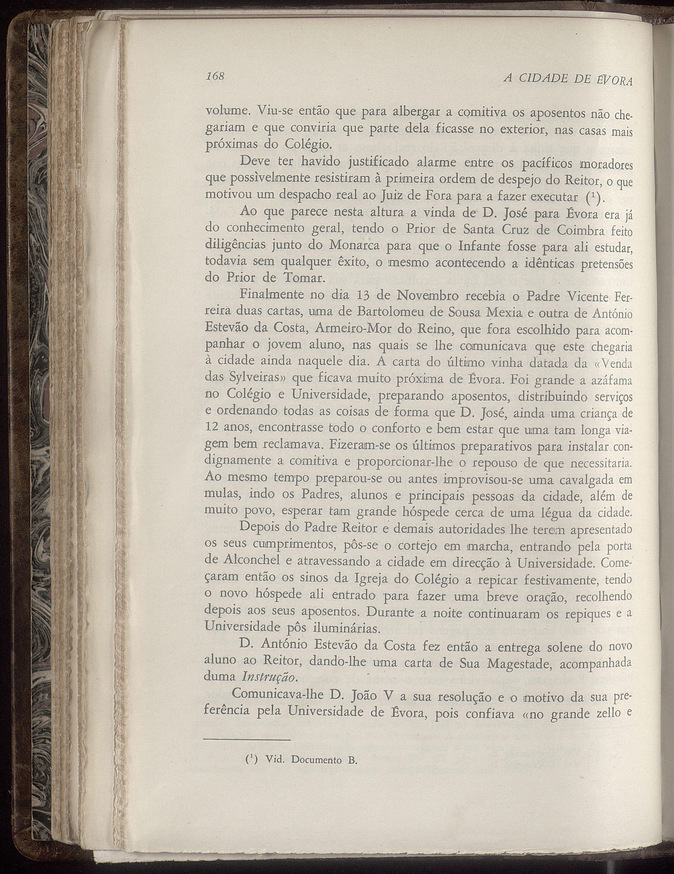 168
A CIDADE DE ÉVORA
volume. Viu-se então que para albergar a comitiva os aposentos não che-
gariam e que conviria que parte dela ficasse no exterior, nas casas mais
próximas do Colégio.
Deve ter havido justificado alarme entre os pacíficos moradores
que possìvelmente resistiram à primeira ordem de despejo do Reitor, o que
motivou um despacho real ao Juiz de Fora para a fazer executar (¹).
Ao que parece nesta altura a vinda de D. José para Évora era já
do conhecimento geral, tendo o Prior de Santa Cruz de Coimbra feito
diligências junto do Monarca para que o Infante fosse para ali estudar,
todavia sem qualquer êxito, o mesmo acontecendo a idênticas pretensões
do Prior de Tomar.
Finalmente no dia 13 de Novembro recebia o Padre Vicente Fer-
reira duas cartas, uma de Bartolomeu de Sousa Mexia e outra de António
Estevão da Costa, Armeiro-Mor do Reino, que fora escolhido para acom-
panhar o jovem aluno, nas quais se lhe comunicava que este chegaria
à cidade ainda naquele dia. A carta do último vinha datada da «Venda
das Sylveiras» que ficava muito próxima de Évora. Foi grande a azáfama
no Colégio e Universidade, preparando aposentos, distribuindo serviços
e ordenando todas as coisas de forma que D. José, ainda uma criança de
12 anos, encontrasse todo o conforto e bem estar que uma tam longa via-
gem bem reclamava. Fizeram-se os últimos preparativos para instalar con-
dignamente a comitiva e proporcionar-lhe o repouso de que necessitaria.
Ao mesmo tempo preparou-se ou antes improvisou-se uma cavalgada em
mulas, indo os Padres, alunos e principais pessoas da cidade, além de
muito povo, esperar tam grande hóspede cerca de uma légua da cidade.
Depois do Padre Reitor e demais autoridades lhe terem apresentado
os seus cumprimentos, pôs-se o cortejo em marcha, entrando pela porta
de Alconchel e atravessando a cidade em direcção à Universidade. Come-
çaram então os sinos da Igreja do Colégio a repicar festivamente, tendo
o novo hóspede ali entrado para fazer uma breve oração, recolhendo
depois aos seus aposentos. Durante a noite continuaram os repiques e a
Universidade pôs iluminárias.
D. António Estevão da Costa fez então a entrega solene do novo
aluno ao Reitor, dando-lhe uma carta de Sua Magestade, acompanhada
duma Instrução.
Comunicava-lhe D. João V a sua resolução e o motivo da sua pre-
ferência pela Universidade de Évora, pois confiava «no grande zello e
(¹) Vid. Documento B.